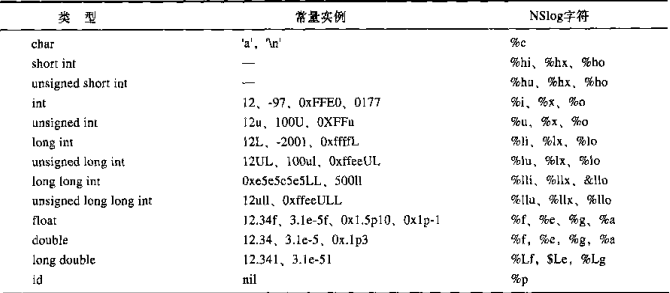 类 型 常量实例 NSlog字符
char 'a'，'\n' %c
short int — %hi、%hx、%ho
unsigned short int — %hu、%hx、%ho
int 12、-97、0xFFE0、0177 %i、%x、%o
unsigned int 12u、100U、0XFFu %u、%x、%o
long int 12L、-2001、0xffffL %li、%lx、%lo
unsigned long int 12UL、100ul、0xffeeUL %lu、%lx、%lo
long long int 0xe5e5c5e5LL、500ll %lli、%llx、&llo
unsigned long long int 12ull、0xffeeULL %llu、%llx、%llo
float 12.34f、3.1e-5f、0x1.5p10、0x1p-1 %f、%e、%g、%a
double 12.34、3.1e-5、0x.1p3 %f，%e，%g，%a
long double 12.341、3.1e-51 %Lf，$Le，%Lg
id nil %p